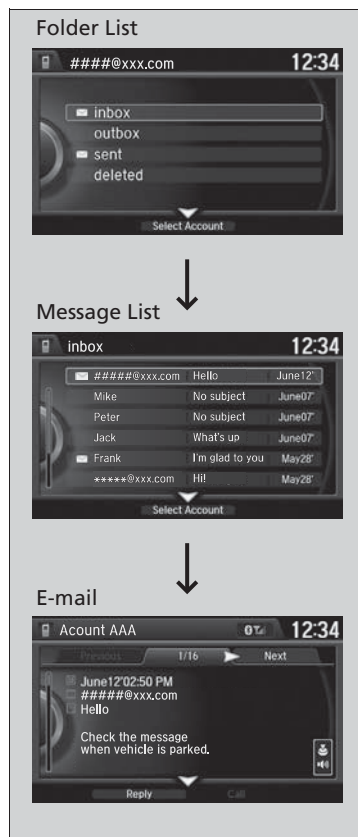 Folder List
####@xxx.com 12:34
inbox
outbox
sent
deleted
Select Account
Message List
inbox 12:34
#####@xxx.com Hello June12'
Mike No subject June07'
Peter No subject June07'
Jack What's up June07'
Frank I'm glad to you May28'
*****@xxx.com Hi! May28'
Select Account
E-mail
Acount AAA 12:34
Previous 1/16 Next
June12'02:50 PM
#####@xxx.com
Hello
Check the message
when vehicle is parked.
Reply Call